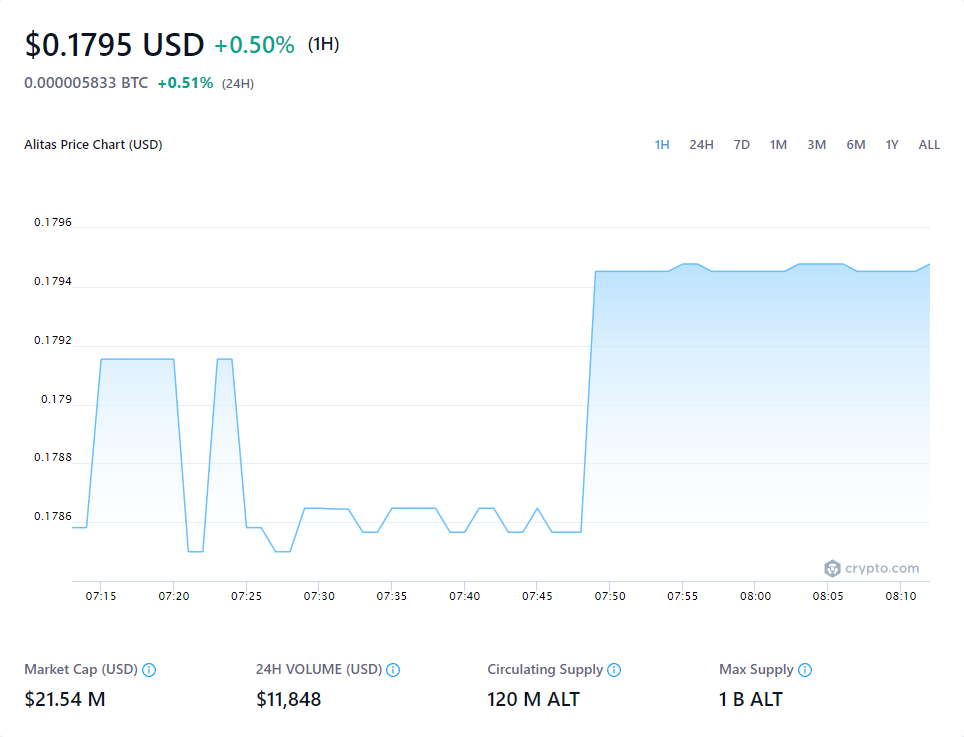 $0.1795 USD +0.50% (1H)
0.000005833 BTC +0.51% (24H)
Alitas Price Chart (USD) 1H 24H 7D 1M 3M 6M 1Y ALL
0.1796
0.1794
0.1792
0.179
0.1788
0.1786
crypto.com
07:15 07:20 07:25 07:30 07:35 07:40 07:45 07:50 07:55 08:00 08:05 08:10
Market Cap (USD) 24H VOLUME (USD) Circulating Supply Max Supply
$21.54 M $11,848 120 M ALT 1 B ALT